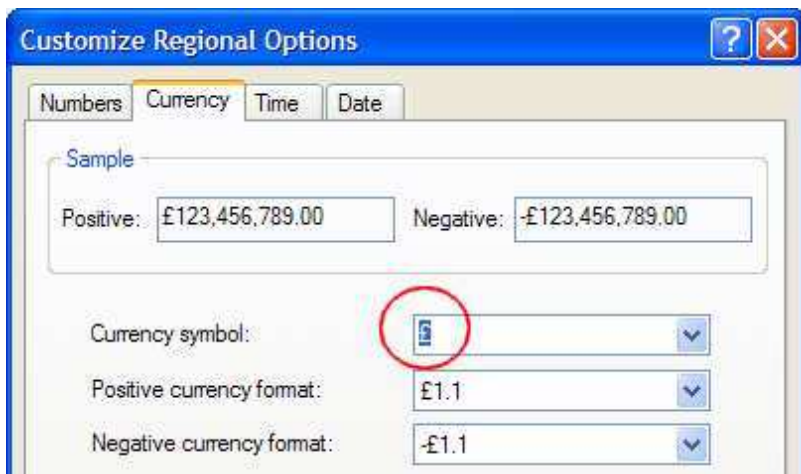 Customize Regional Options
Numbers Currency Time Date
Sample
Positive: £123,456,789.00 Negative: -£123,456,789.00
Currency symbol: £
Positive currency format: £1.1
Negative currency format: -£1.1